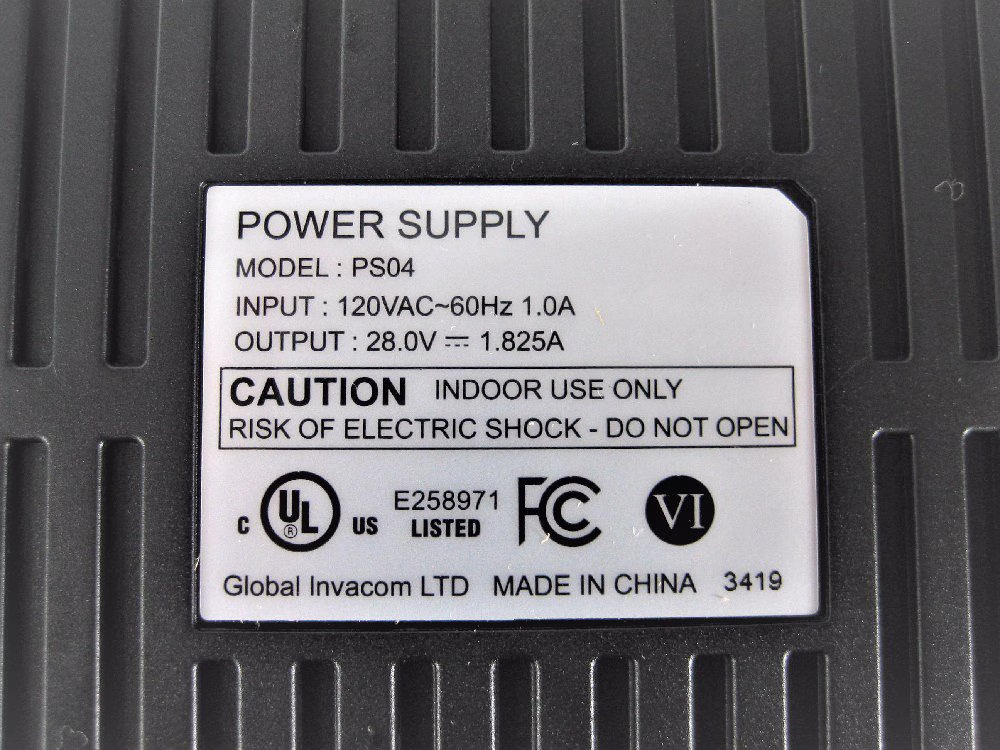 POWER SUPPLY
MODEL : PS04
INPUT : 120VAC~60Hz 1.0A
OUTPUT : 28.0V ⎓ 1.825A
CAUTION INDOOR USE ONLY
RISK OF ELECTRIC SHOCK - DO NOT OPEN
C UL ® US E258971 LISTED FC VI
Global Invacom LTD MADE IN CHINA 3419